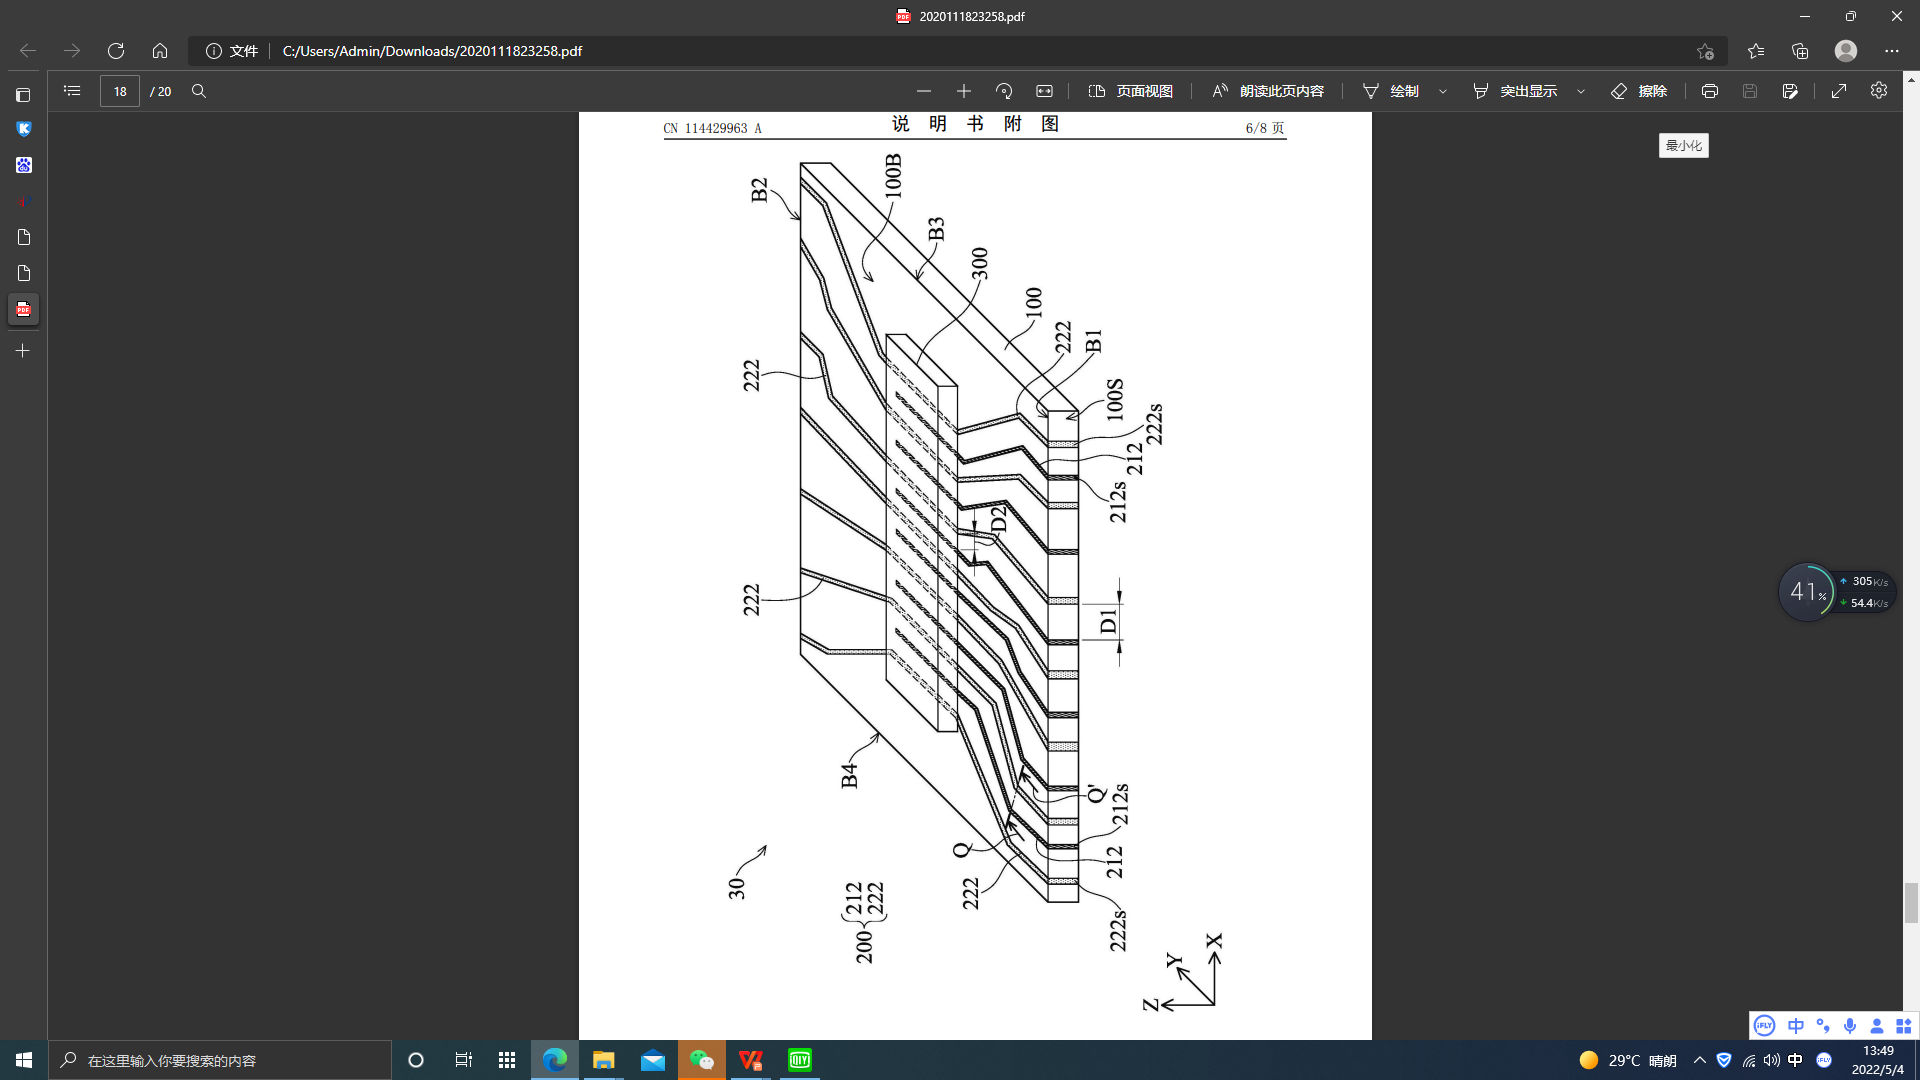 2020111823258.pdf
文件 C:/Users/Admin/Downloads/2020111823258.pdf
18 / 20 页面视图 朗读此页内容 绘制 突出显示 擦除
CN 114429963 A 说 明 书 附 图 6/8 页
最小化
B2
100B
B3
300
100
222
B1
100S
222s
212
212s
222
D2
222
D1
B4
Q'
212s
212
Q
222
222s
30
200
212
222
X
Y
Z
41%
305K/s
54.4K/s
iFLY 中
在这里输入你要搜索的内容
29°C 晴朗
中
13:49
2022/5/4